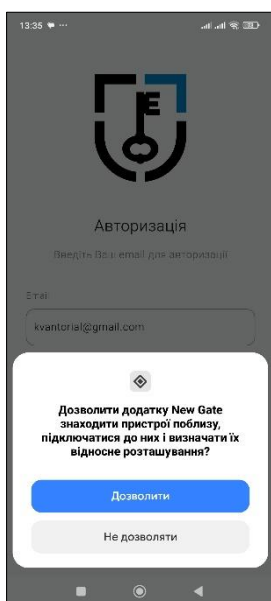 13:35
Авторизація
Введіть Ваш email для авторизації
Email
kvantorial@gmail.com
Дозволити додатку New Gate
знаходити пристрої поблизу,
підключатися до них і визначати їх
відносне розташування?
Дозволити
Не дозволяти